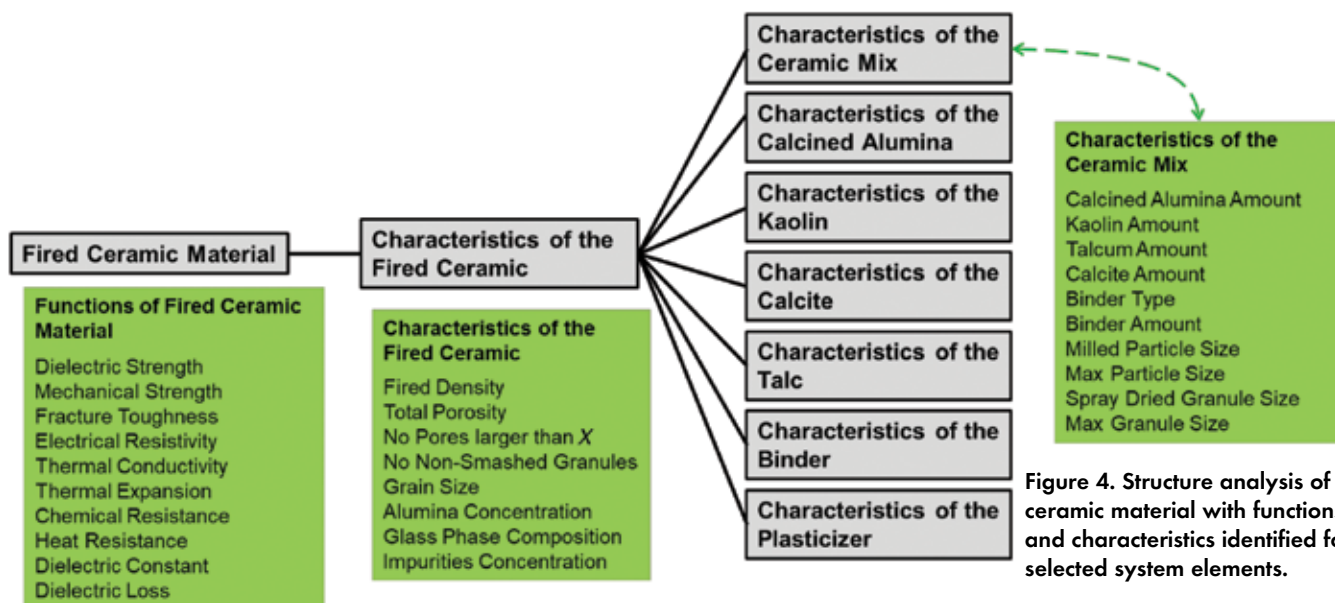 Fired Ceramic Material
Functions of Fired Ceramic
Material
Dielectric Strength
Mechanical Strength
Fracture Toughness
Electrical Resistivity
Thermal Conductivity
Thermal Expansion
Chemical Resistance
Heat Resistance
Dielectric Constant
Dielectric Loss
Characteristics of the
Fired Ceramic
Characteristics of the
Fired Ceramic
Fired Density
Total Porosity
No Pores larger than X
No Non-Smashed Granules
Grain Size
Alumina Concentration
Glass Phase Composition
Impurities Concentration
Characteristics of the
Ceramic Mix
Characteristics of the
Calcined Alumina
Characteristics of the
Kaolin
Characteristics of the
Calcite
Characteristics of the
Talc
Characteristics of the
Binder
Characteristics of the
Plasticizer
Characteristics of the
Ceramic Mix
Calcined Alumina Amount
Kaolin Amount
Talcum Amount
Calcite Amount
Binder Type
Binder Amount
Milled Particle Size
Max Particle Size
Spray Dried Granule Size
Max Granule Size
Figure 4. Structure analysis of
ceramic material with function
and characteristics identified fo
selected system elements.